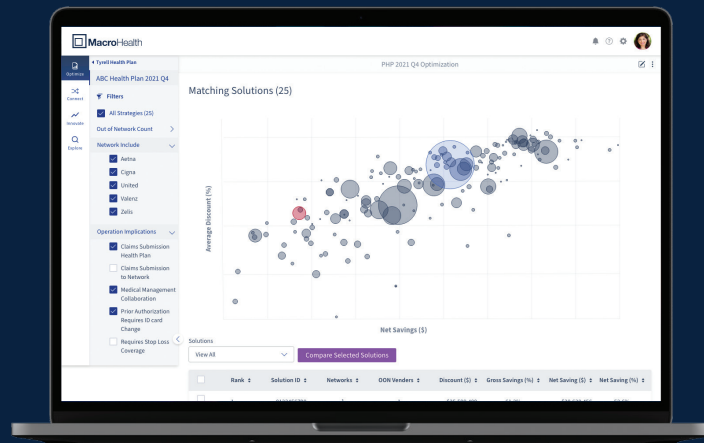 MacroHealth
Optimize
Connect
Innovate
Explore
Tyrell Health Plan
ABC Health Plan 2021 Q4
Filters
All Strategies (25)
Out of Network Count
Network Include
Aetna
Cigna
United
Valenz
Zelis
Operation Implications
Claims Submission
Health Plan
Claims Submission
to Network
Medical Management
Collaboration
Prior Authorization
Requires ID card
Change
Requires Stop Loss
Coverage
PHP 2021 Q4 Optimization
Matching Solutions (25)
Average Discount (%)
Net Savings ($)
Solutions
View All
Compare Selected Solutions
Rank Solution ID Networks OON Vendors Discount ($) Gross Savings (%) Net Saving ($) Net Saving (%)